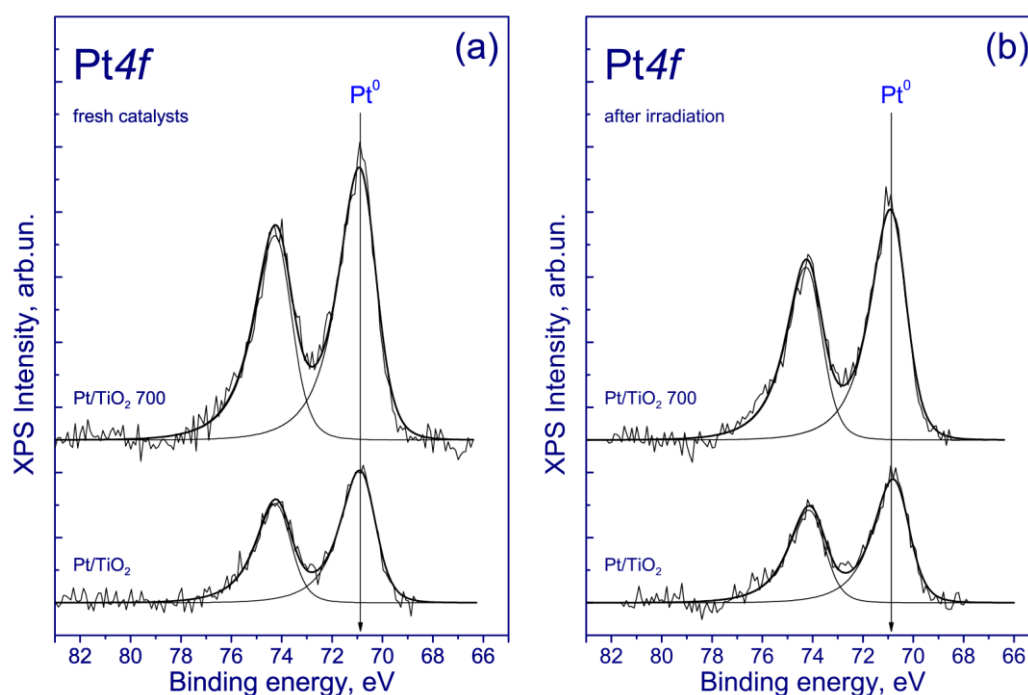 Pt4f
(a)
fresh catalysts
Pt⁰
XPS Intensity, arb.un.
Pt/TiO₂ 700
Pt/TiO₂
82 80 78 76 74 72 70 68 66
Binding energy, eV
Pt4f
(b)
after irradiation
Pt⁰
XPS Intensity, arb.un.
Pt/TiO₂ 700
Pt/TiO₂
82 80 78 76 74 72 70 68 66
Binding energy, eV